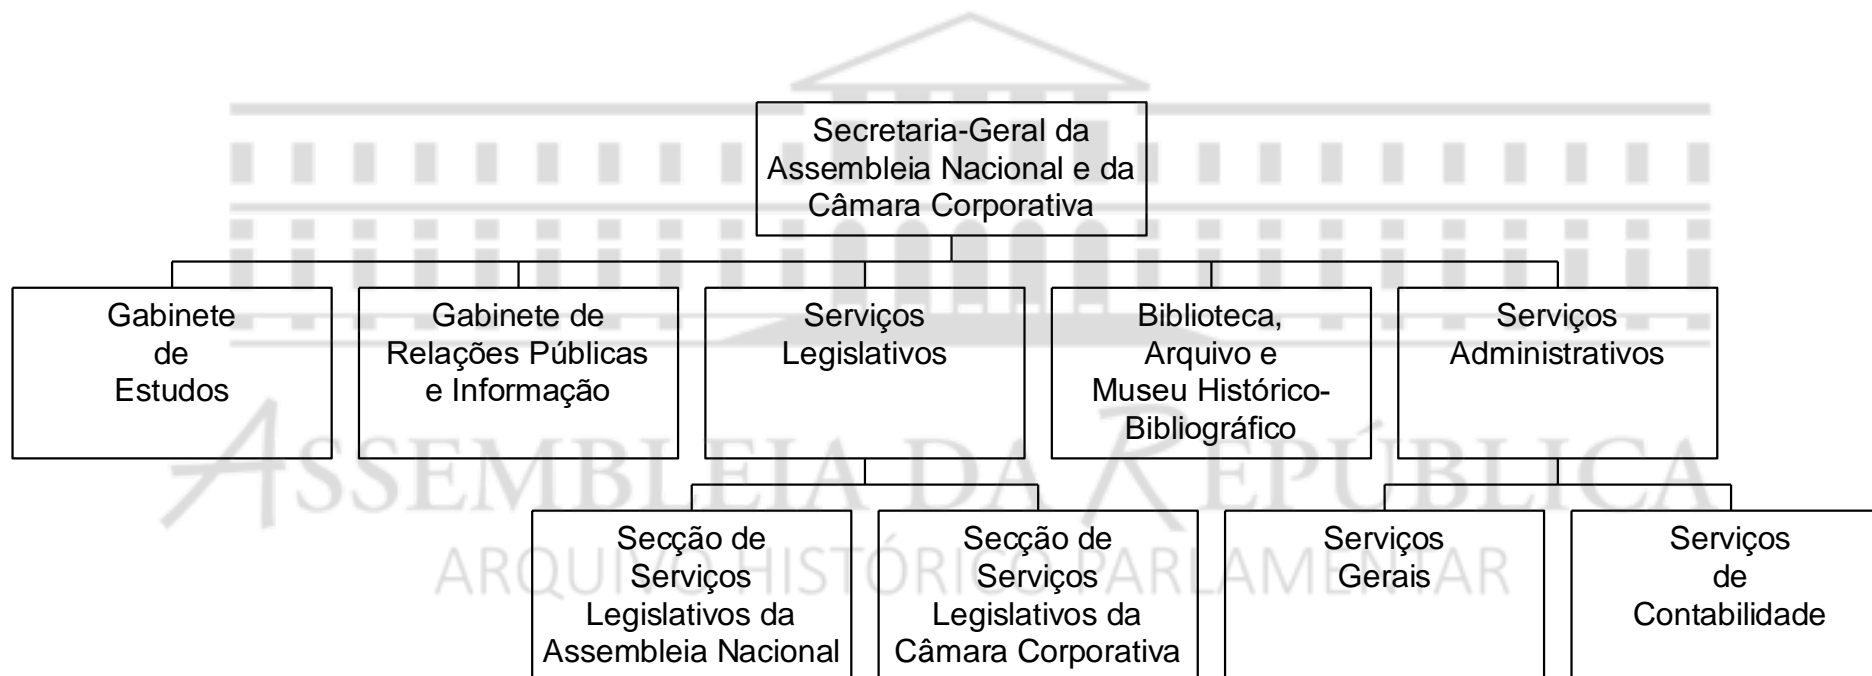 Secretaria-Geral da
Assembleia Nacional e da
Câmara Corporativa
Gabinete
de
Estudos
Gabinete de
Relações Públicas
e Informação
Serviços
Legislativos
Biblioteca,
Arquivo e
Museu Histórico-
Bibliográfico
Serviços
Administrativos
ASSEMBLEIA DA REPÚBLICA
ARQUIVO HISTÓRICO PARLAMENTAR
Secção de
Serviços
Legislativos da
Assembleia Nacional
Secção de
Serviços
Legislativos da
Câmara Corporativa
Serviços
Gerais
Serviços
de
Contabilidade